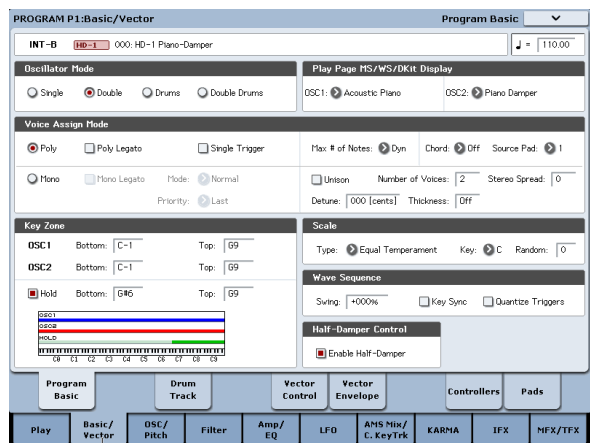 PROGRAM P1:Basic/Vector Program Basic
INT-B HD-1 000: HD-1 Piano-Damper ♩ = 110.00
Oscillator Mode
Single Double Drums Double Drums
Play Page MS/WS/DKit Display
OSC1: Acoustic Piano OSC2: Piano Damper
Voice Assign Mode
Poly Poly Legato Single Trigger Max # of Notes: Dyn Chord: Off Source Pad: 1
Mono Mono Legato Mode: Normal Unison Number of Voices: 2 Stereo Spread: 0
Priority: Last Detune: 000 [cents] Thickness: Off
Key Zone
OSC1 Bottom: C-1 Top: G9
OSC2 Bottom: C-1 Top: G9
Hold Bottom: G#6 Top: G9
OSC1
OSC2
HOLD
C0 C1 C2 C3 C4 C5 C6 C7 C8 C9
Scale
Type: Equal Temperament Key: C Random: 0
Wave Sequence
Swing: +000% Key Sync Quantize Triggers
Half-Damper Control
Enable Half-Damper
Program Basic Drum Track Vector Control Vector Envelope Controllers Pads
Play Basic/Vector OSC/Pitch Filter Amp/EQ LFO AMS Mix/C.KeyTrk KARMA IFX MFX/TFX